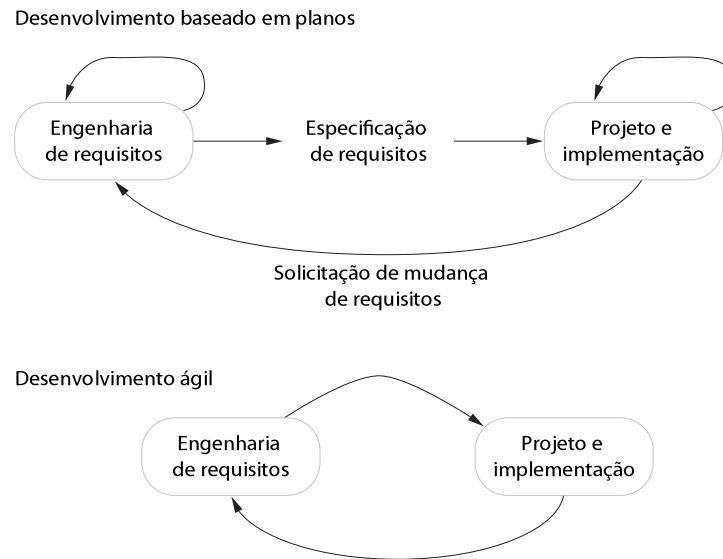 Desenvolvimento baseado em planos
Engenharia
de requisitos
Especificação
de requisitos
Projeto e
implementação
Solicitação de mudança
de requisitos
Desenvolvimento ágil
Engenharia
de requisitos
Projeto e
implementação